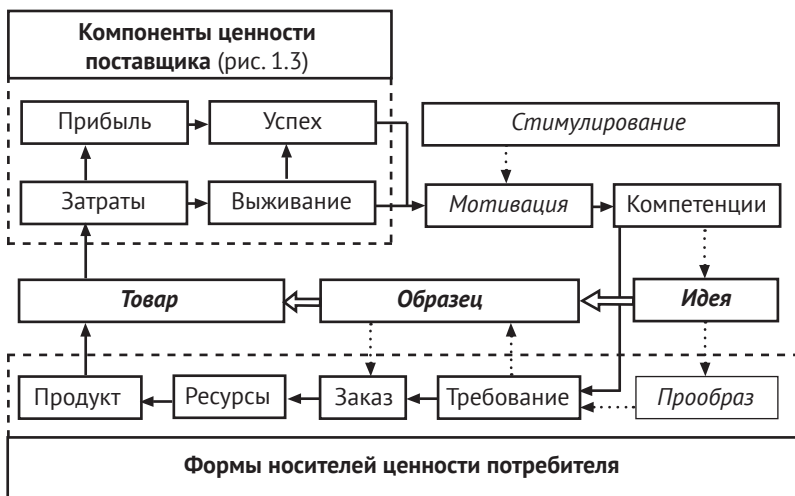 Компоненты ценности
поставщика (рис. 1.3)
Прибыль
Успех
Стимулирование
Затраты
Выживание
Мотивация
Компетенции
Товар
Образец
Идея
Продукт
Ресурсы
Заказ
Требование
Прообраз
Формы носителей ценности потребителя